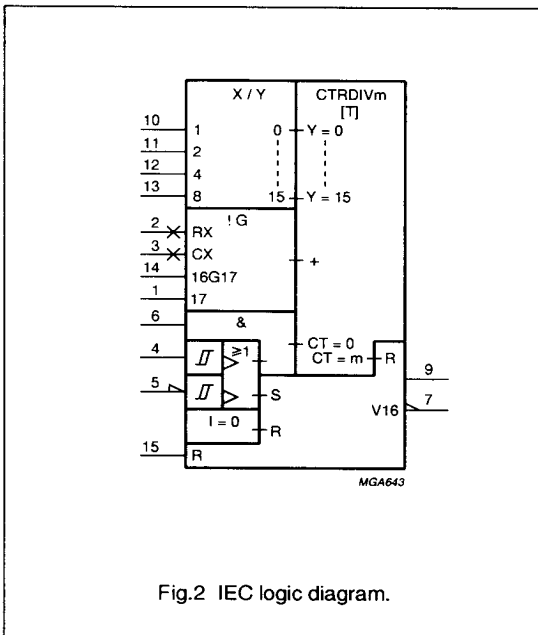 X / Y CTRDIVm
[T]
10 1 0 Y = 0
11 2
12 4
13 8 15 Y = 15
! G
2 RX
3 CX +
14 16G17
1 17
6 &
CT = 0
4 ≥1 CT = m R
9
5 S
V16 7
I = 0
R
15 R
MGA643
Fig.2 IEC logic diagram.